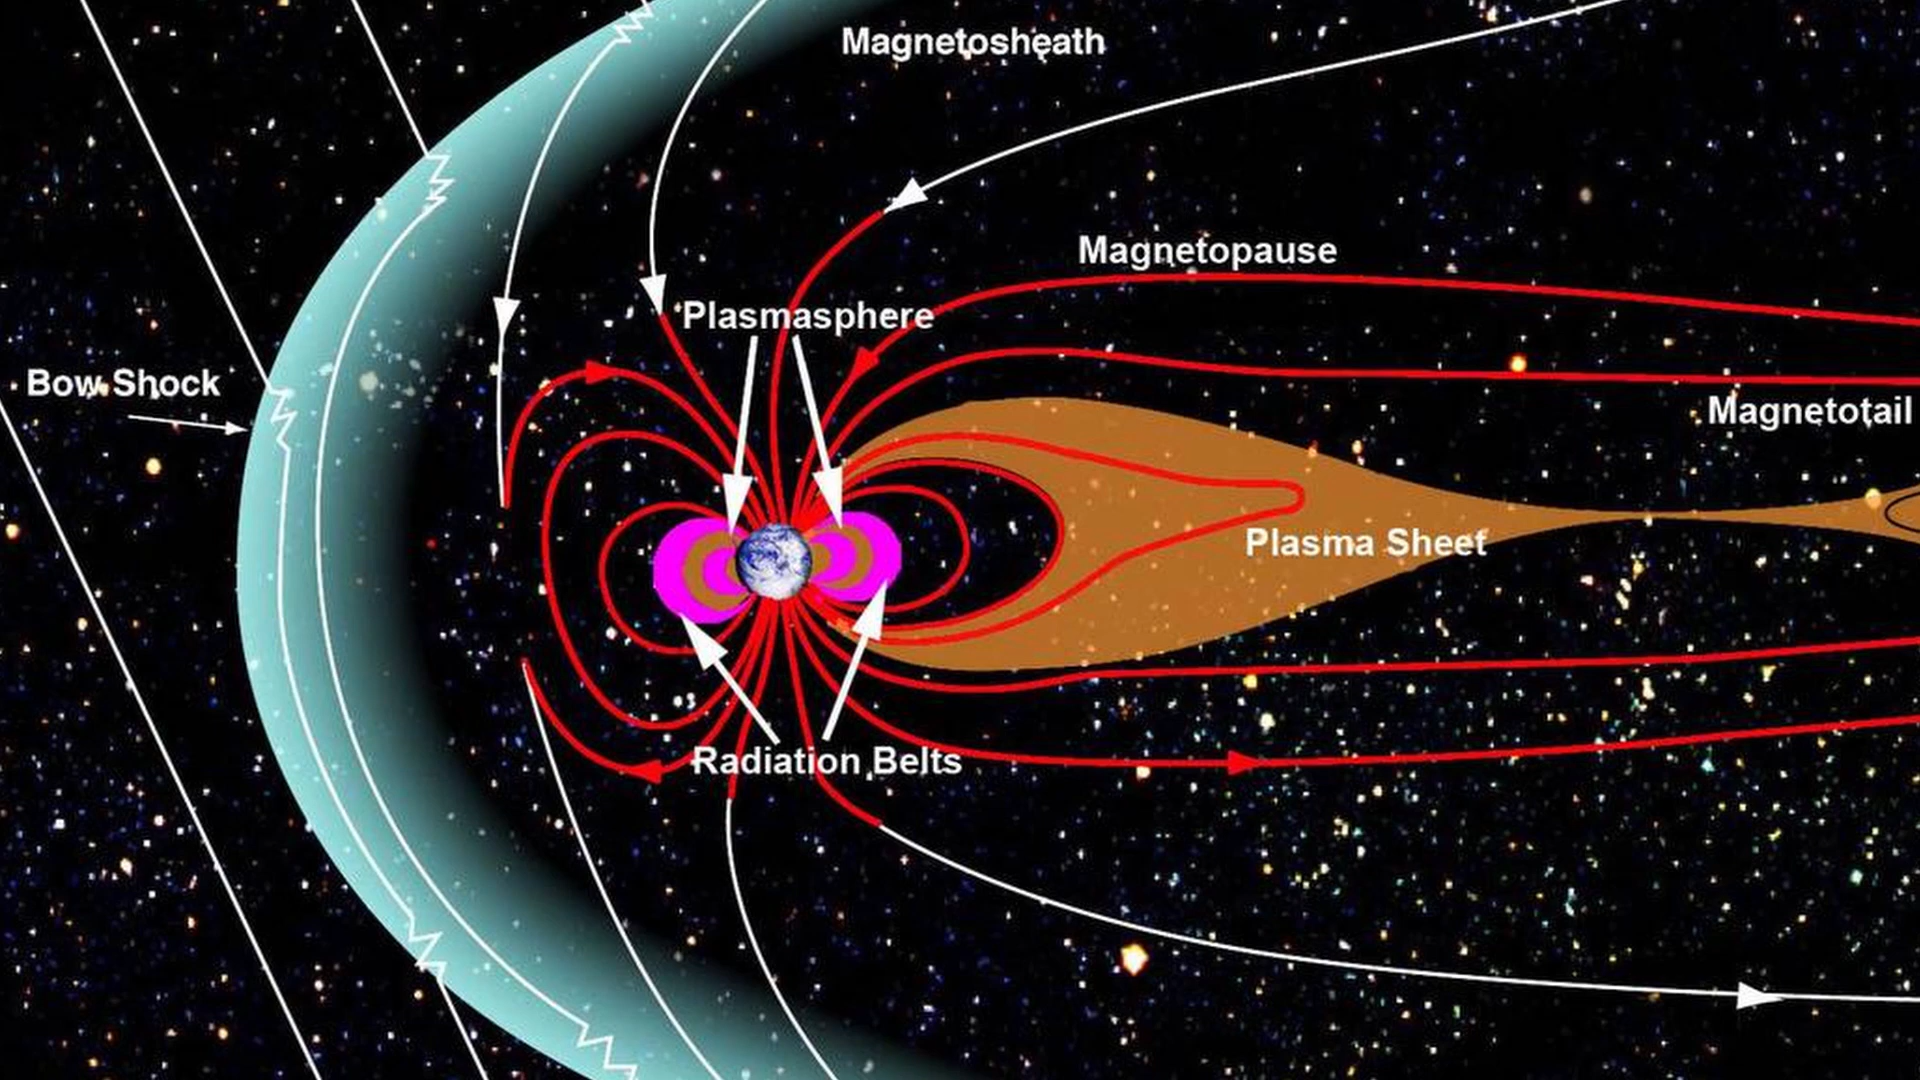 Magnetosheath
Magnetopause
Plasmasphere
Bow Shock
Magnetotail
Plasma Sheet
Radiation Belts